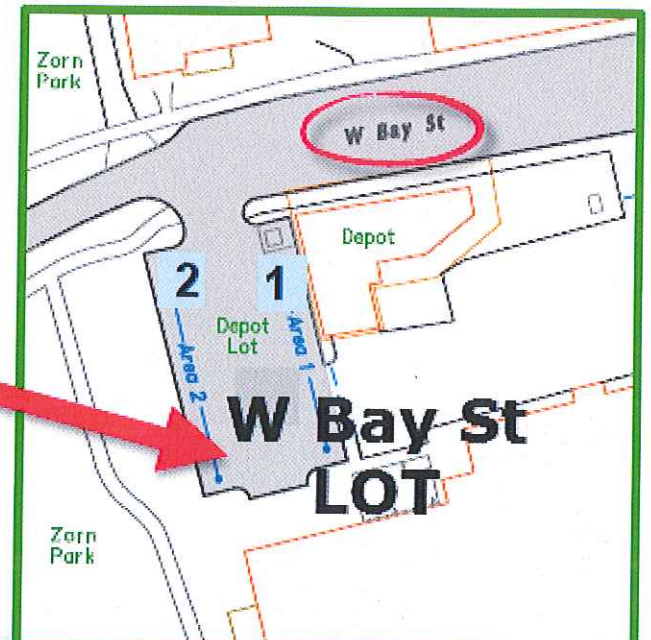 Zorn
Park
W Bay St
Depot
2
1
Depot
Lot
Area 2
Area 1
W Bay St
LOT
Zorn
Park